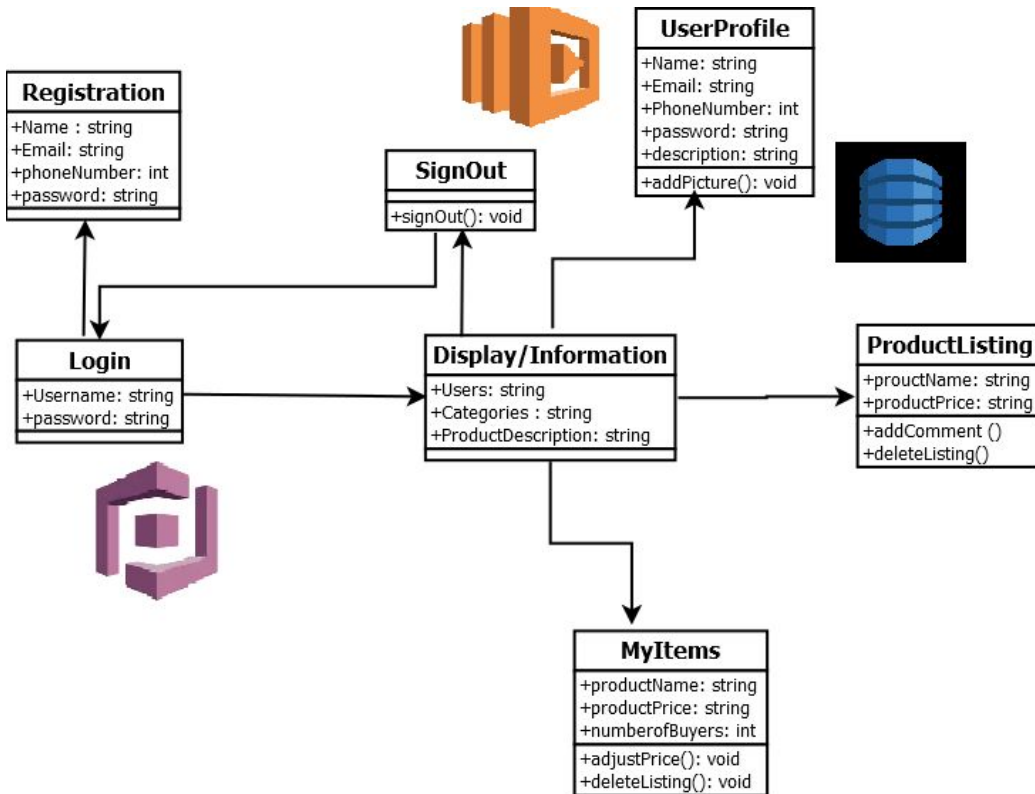 Registration
+Name : string
+Email: string
+phoneNumber: int
+password: string
SignOut
+signOut(): void
UserProfile
+Name: string
+Email: string
+PhoneNumber: int
+password: string
+description: string
+addPicture(): void
Login
+Username: string
+password: string
Display/Information
+Users: string
+Categories : string
+ProductDescription: string
ProductListing
+prouctName: string
+productPrice: string
+addComment ()
+deleteListing()
MyItems
+productName: string
+productPrice: string
+numberofBuyers: int
+adjustPrice(): void
+deleteListing(): void